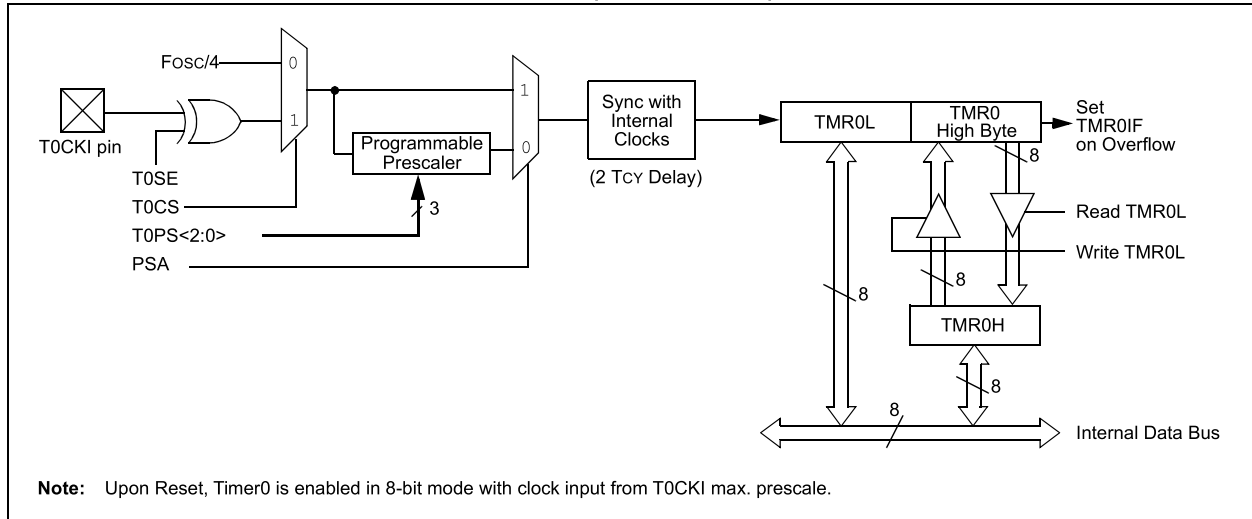 FOSC/4
0
1
T0CKI pin
T0SE
T0CS
T0PS<2:0>
PSA
Programmable
Prescaler
3
1
0
Sync with
Internal
Clocks
(2 TCY Delay)
TMR0L
TMR0
High Byte
Set
TMR0IF
on Overflow
8
Read TMR0L
Write TMR0L
8
8
TMR0H
8
8
Internal Data Bus
Note: Upon Reset, Timer0 is enabled in 8-bit mode with clock input from T0CKI max. prescale.